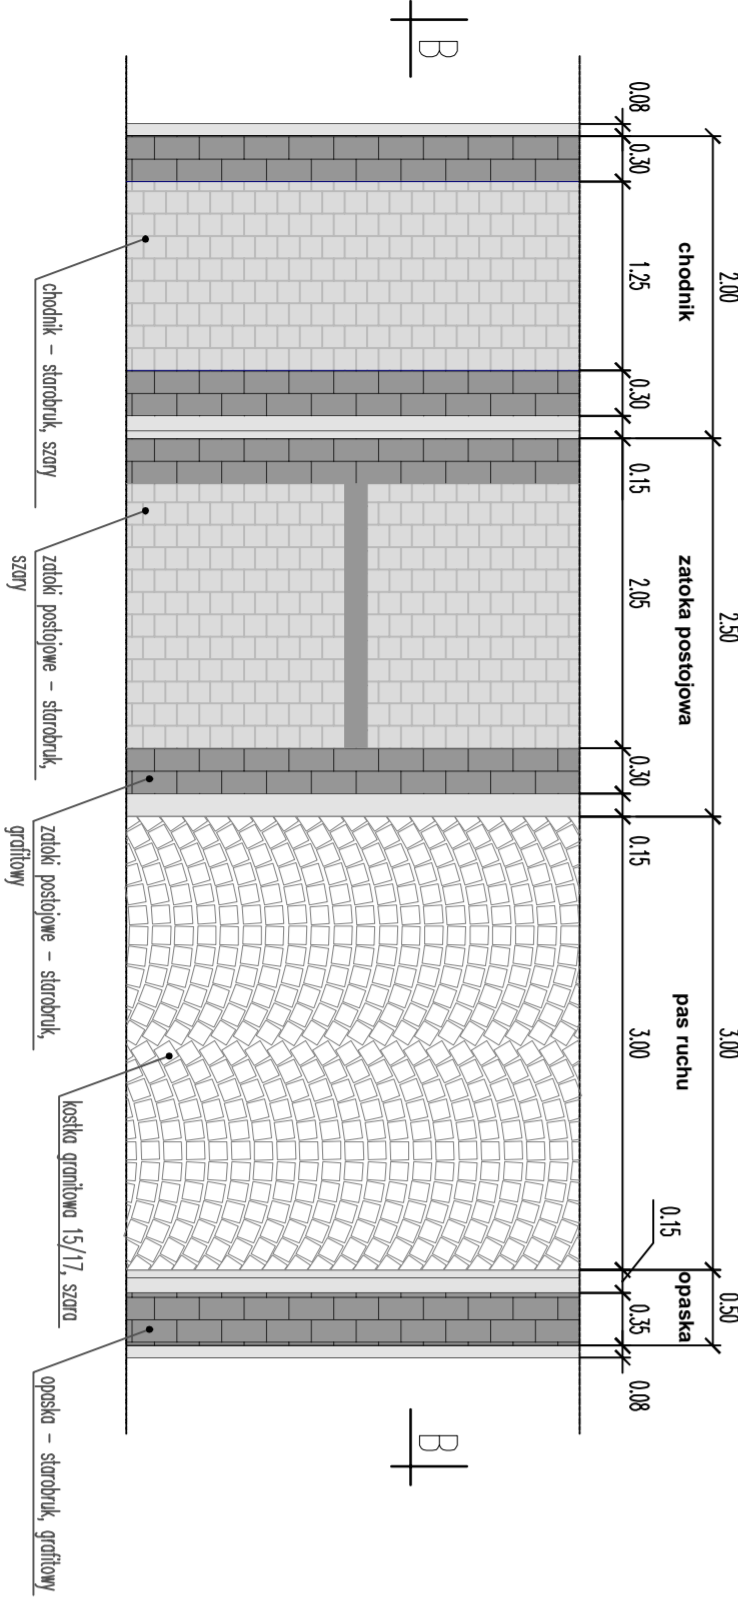 B
2.00
2.50
3.00
0.50
chodnik
zatoka postojowa
pas ruchu
opaska
0.08
0.30
1.25
0.30
0.15
2.05
0.30
0.15
3.00
0.15
0.35
0.08
B
chodnik – starobruk, szary
zatoki postojowe – starobruk,
szary
zatoki postojowe – starobruk,
grafitowy
kostka granitowa 15/17, szara
opaska – starobruk, grafitowy